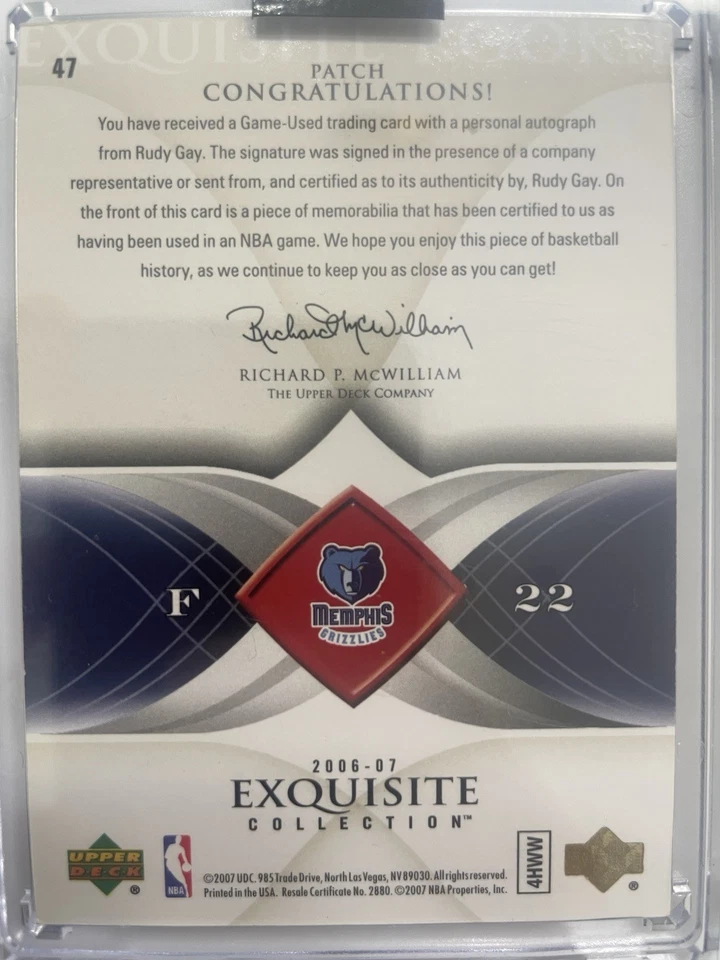 EXQUISITE ROOKIE
47
PATCH
CONGRATULATIONS!
You have received a Game-Used trading card with a personal autograph
from Rudy Gay. The signature was signed in the presence of a company
representative or sent from, and certified as to its authenticity by, Rudy Gay. On
the front of this card is a piece of memorabilia that has been certified to us as
having been used in an NBA game. We hope you enjoy this piece of basketball
history, as we continue to keep you as close as you can get!
Richard McWilliam
RICHARD P. McWILLIAM
THE UPPER DECK COMPANY
F
22
MEMPHIS
GRIZZLIES
2006-07
EXQUISITE
COLLECTION™
UPPER
DECK
®
NBA
©2007 UDC. 985 Trade Drive, North Las Vegas, NV 89030. All rights reserved.
Printed in the USA. Resale Certificate No. 2880. ©2007 NBA Properties, Inc.
4HWW
®